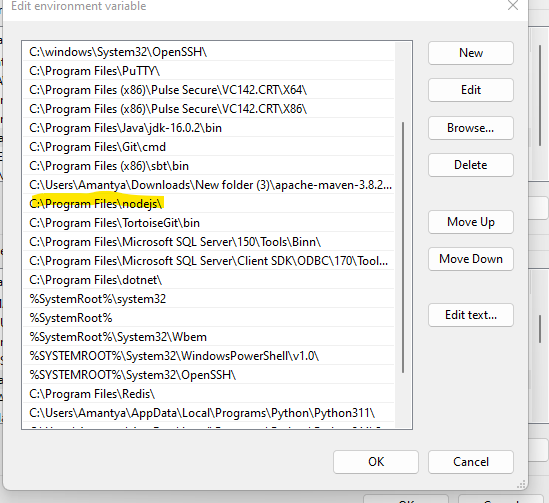 Edit environment variable
C:\windows\System32\OpenSSH\
C:\Program Files\PuTTY\
C:\Program Files (x86)\Pulse Secure\VC142.CRT\X64\
C:\Program Files (x86)\Pulse Secure\VC142.CRT\X86\
C:\Program Files\Java\jdk-16.0.2\bin
C:\Program Files\Git\cmd
C:\Program Files (x86)\sbt\bin
C:\Users\Amantya\Downloads\New folder (3)\apache-maven-3.8.2...
C:\Program Files\nodejs\
C:\Program Files\TortoiseGit\bin
C:\Program Files\Microsoft SQL Server\150\Tools\Binn\
C:\Program Files\Microsoft SQL Server\Client SDK\ODBC\170\Tool...
C:\Program Files\dotnet\
%SystemRoot%\system32
%SystemRoot%
%SystemRoot%\System32\Wbem
%SYSTEMROOT%\System32\WindowsPowerShell\v1.0\
%SYSTEMROOT%\System32\OpenSSH\
C:\Program Files\Redis\
C:\Users\Amantya\AppData\Local\Programs\Python\Python311\
New
Edit
Browse...
Delete
Move Up
Move Down
Edit text...
OK
Cancel